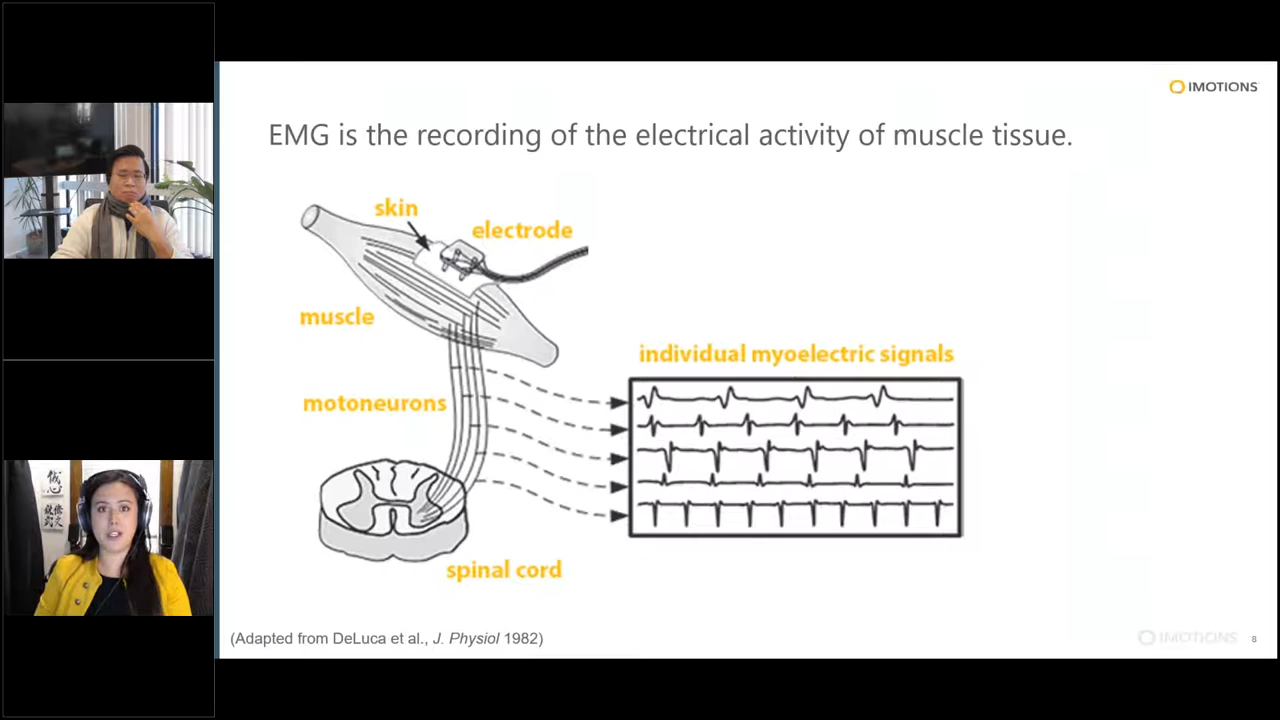 IMOTIONS
EMG is the recording of the electrical activity of muscle tissue.
skin
electrode
muscle
individual myoelectric signals
motoneurons
spinal cord
(Adapted from DeLuca et al., J. Physiol 1982)
IMOTIONS
8